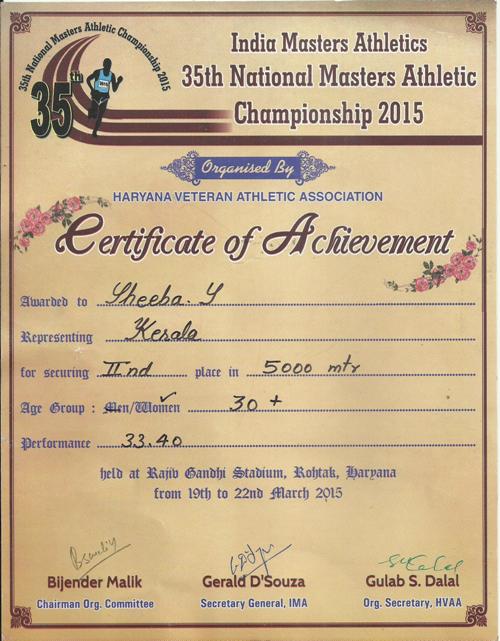 35th National Masters Athletic Championship 2015
35th
India Masters Athletics
35th National Masters Athletic
Championship 2015
Organised By
HARYANA VETERAN ATHLETIC ASSOCIATION
Certificate of Achievement
Awarded to Sheeba. Y
Representing Kerala
for securing IInd place in 5000 mtr
Age Group : Men/Women 30 +
Performance 33.40
held at Rajiv Gandhi Stadium, Rohtak, Haryana
from 19th to 22nd March 2015
Bijender Malik Gerald D'Souza Gulab S. Dalal
Chairman Org. Committee Secretary General, IMA Org. Secretary, HVAA